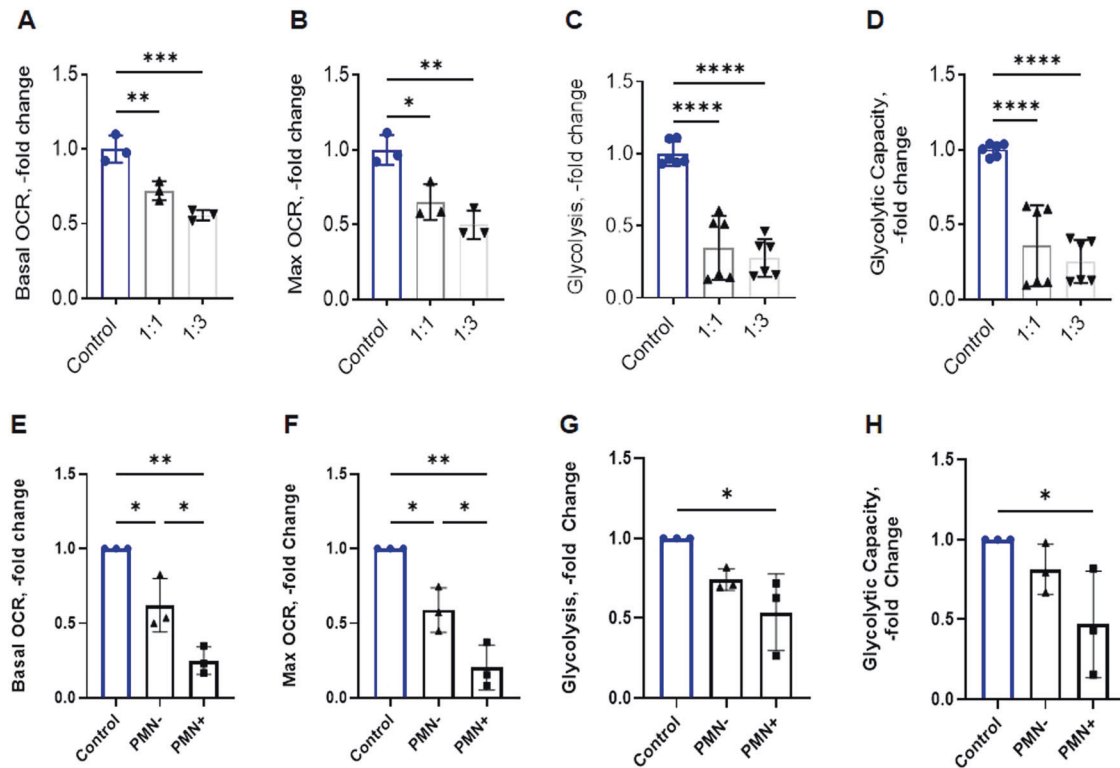 A
Basal OCR, -fold change
1.5
1.0
0.5
0.0
***
**
Control
1:1
1:3
B
Max OCR, -fold change
1.5
1.0
0.5
0.0
**
*
Control
1:1
1:3
C
Glycolysis, -fold change
1.5
1.0
0.5
0.0
****
****
Control
1:1
1:3
D
Glycolytic Capacity,
-fold change
1.5
1.0
0.5
0.0
****
****
Control
1:1
1:3
E
Basal OCR, -fold change
1.5
1.0
0.5
0.0
**
* *
Control
PMN-
PMN+
F
Max OCR, -fold Change
1.5
1.0
0.5
0.0
**
* *
Control
PMN-
PMN+
G
Glycolysis, -fold Change
1.5
1.0
0.5
0.0
*
Control
PMN-
PMN+
H
Glycolytic Capacity,
-fold Change
1.5
1.0
0.5
0.0
*
Control
PMN-
PMN+